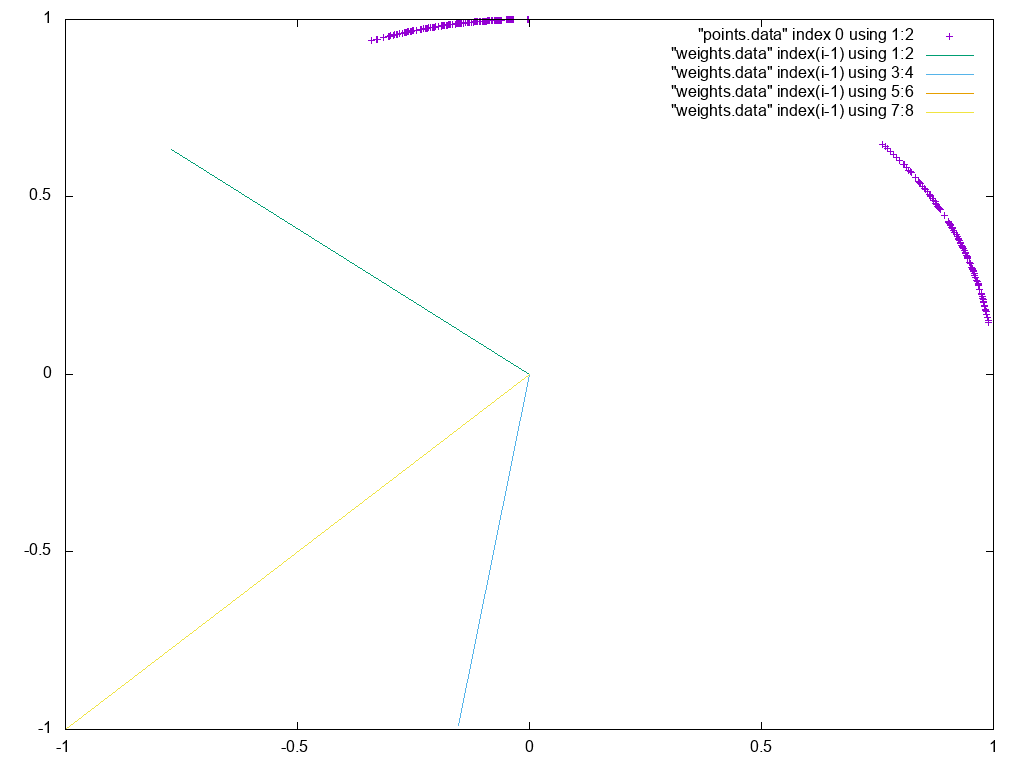 1
0.5
0
-0.5
-1
-1
-0.5
0
0.5
1
"points.data" index 0 using 1:2
"weights.data" index(i-1) using 1:2
"weights.data" index(i-1) using 3:4
"weights.data" index(i-1) using 5:6
"weights.data" index(i-1) using 7:8